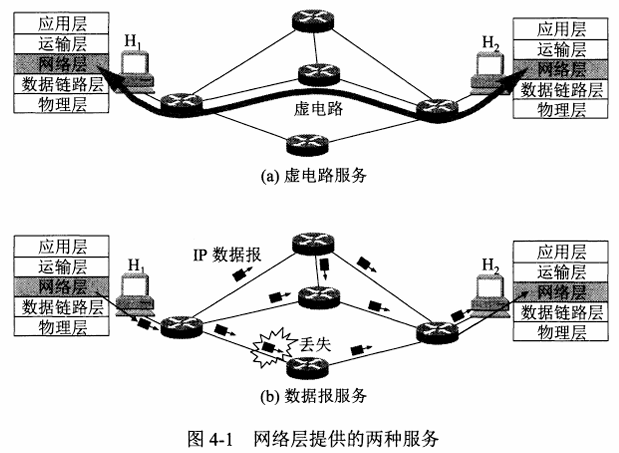 应用层
运输层
网络层
数据链路层
物理层
H1
虚电路
H2
应用层
运输层
网络层
数据链路层
物理层
(a) 虚电路服务
应用层
运输层
网络层
数据链路层
物理层
H1
IP 数据报
丢失
H2
应用层
运输层
网络层
数据链路层
物理层
(b) 数据报服务
图 4-1 网络层提供的两种服务